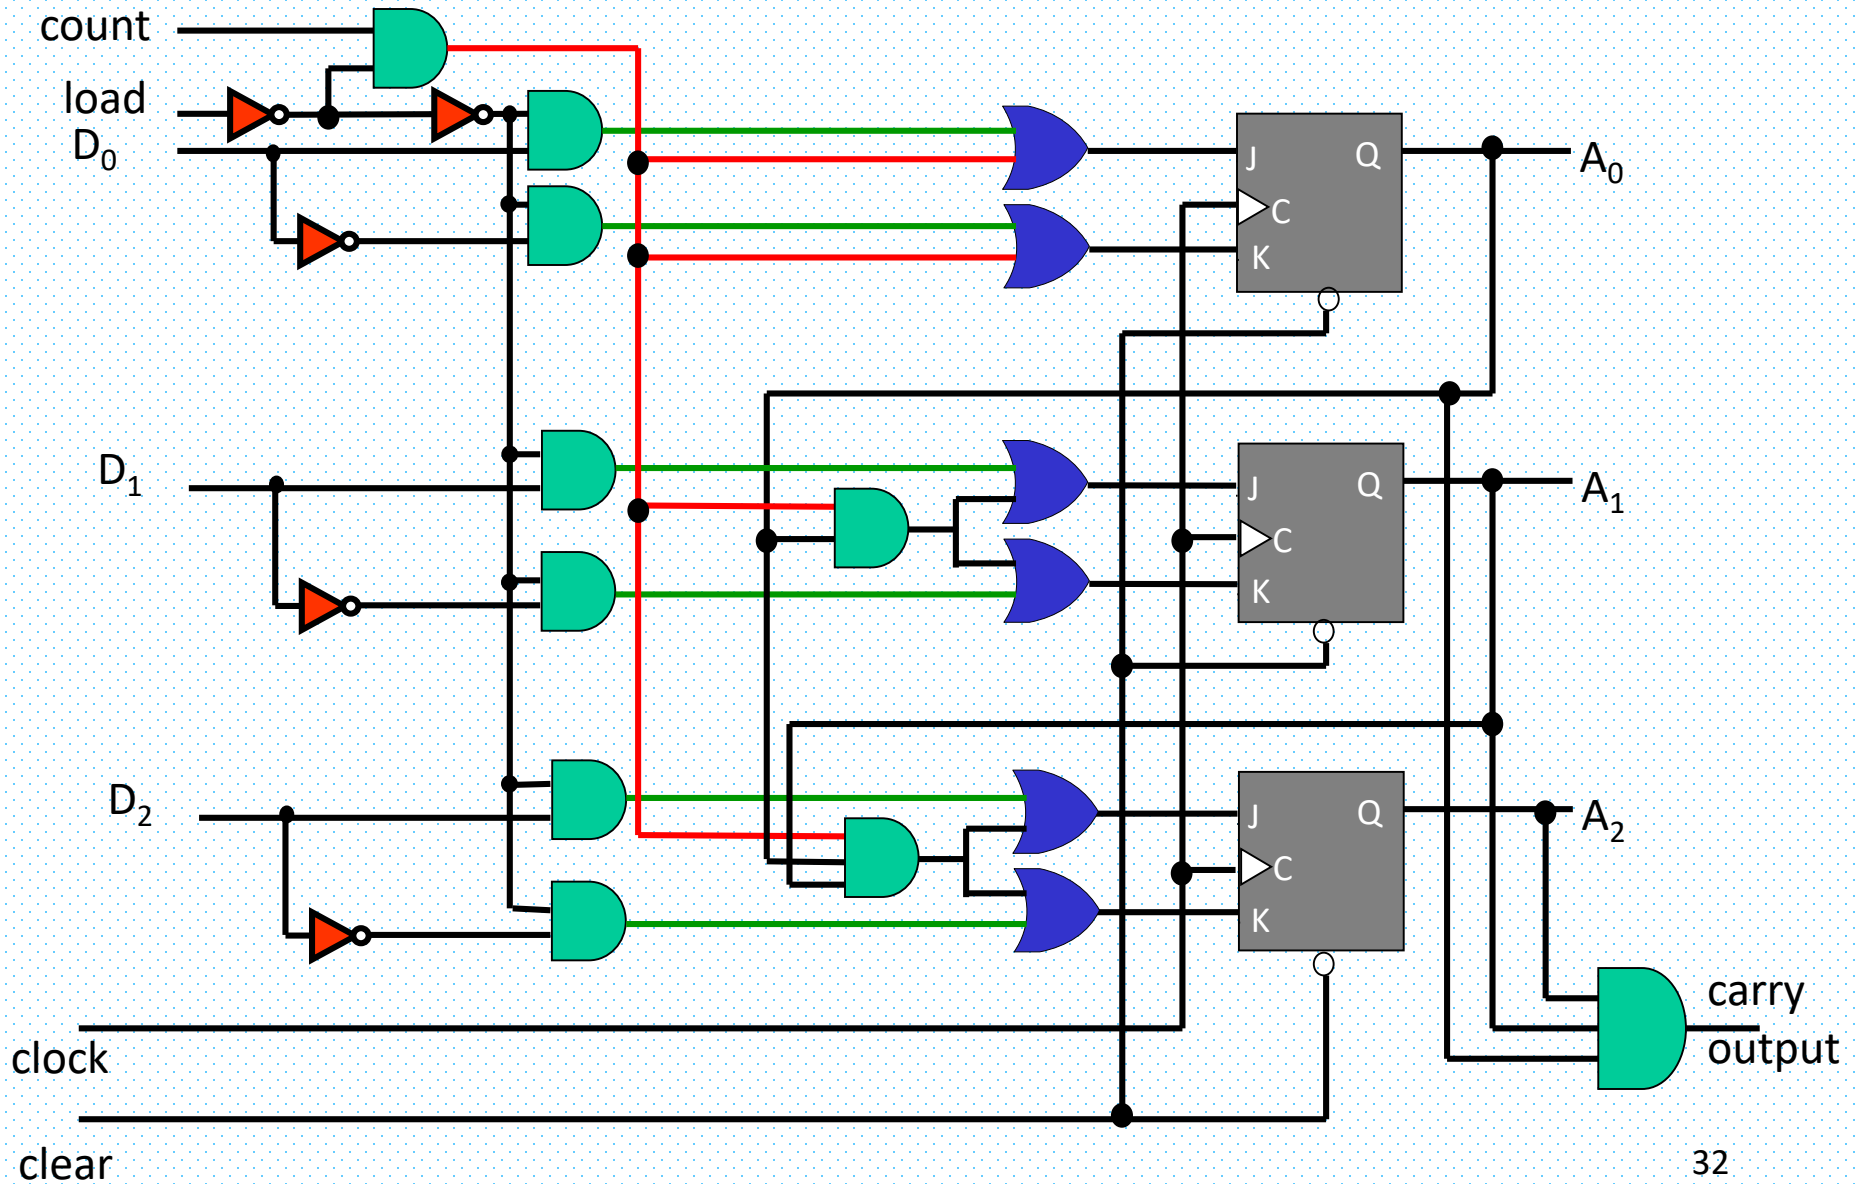 count
load
D₀
J Q
C
K
A₀
D₁
J Q
C
K
A₁
D₂
J Q
C
K
A₂
carry
output
clock
clear
32